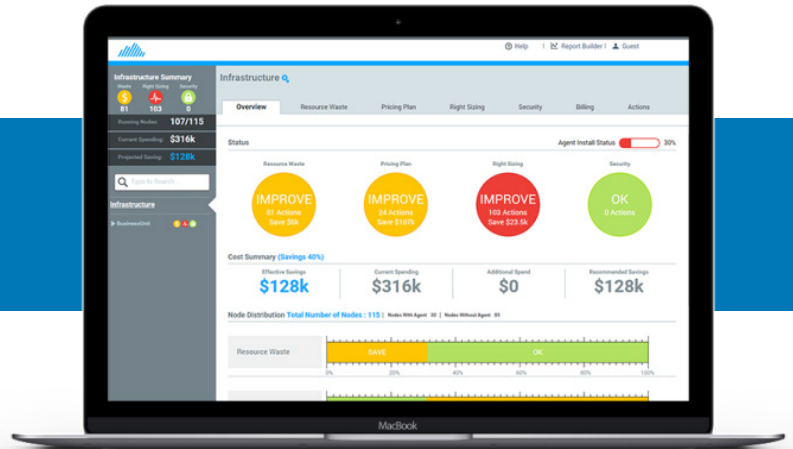 Help | Report Builder | Guest
Infrastructure Summary
Waste Right Sizing Security
81 103 0
Running Nodes: 107/115
Current Spending: $316k
Projected Saving: $128k
Type to Search...
Infrastructure
BusinessUnit
Infrastructure
Overview Resource Waste Pricing Plan Right Sizing Security Billing Actions
Status Agent Install Status 30%
Resource Waste Pricing Plan Right Sizing Security
IMPROVE IMPROVE IMPROVE OK
81 Actions 24 Actions 103 Actions 0 Actions
Save $6k Save $107k Save $23.5k
Cost Summary (Savings 40%)
Effective Savings Current Spending Additional Spend Recommended Savings
$128k $316k $0 $128k
Node Distribution Total Number of Nodes : 115 | Nodes With Agent 30 | Nodes Without Agent 85
Resource Waste SAVE OK
0% 20% 40% 60% 80% 100%
MacBook